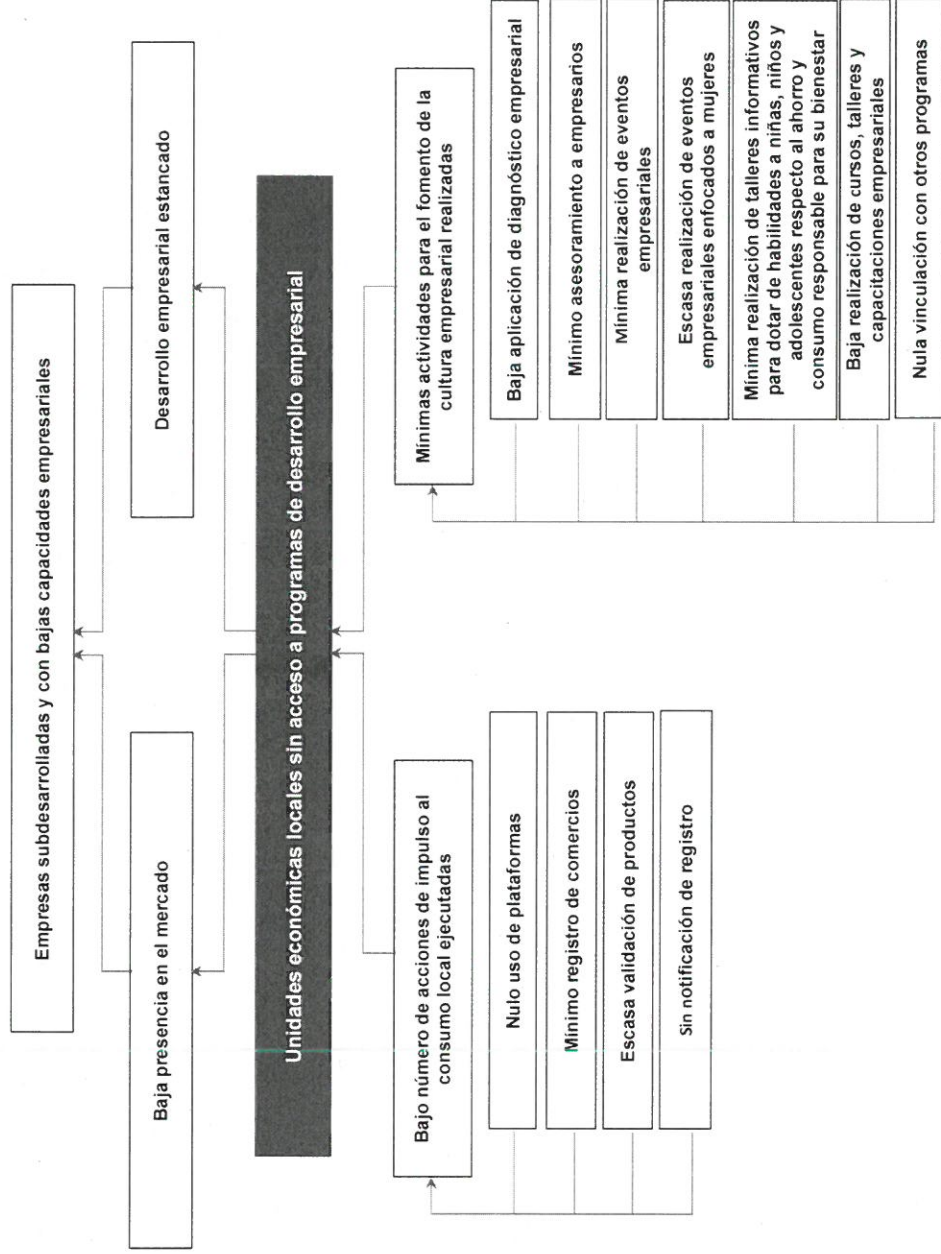 Empresas subdesarrolladas y con bajas capacidades empresariales
Baja presencia en el mercado
Desarrollo empresarial estancado
Unidades económicas locales sin acceso a programas de desarrollo empresarial
Bajo número de acciones de impulso al
consumo local ejecutadas
Nulo uso de plataformas
Mínimo registro de comercios
Escasa validación de productos
Sin notificación de registro
Mínimas actividades para el fomento de la
cultura empresarial realizadas
Baja aplicación de diagnóstico empresarial
Mínimo asesoramiento a empresarios
Mínima realización de eventos
empresariales
Escasa realización de eventos
empresariales enfocados a mujeres
Mínima realización de talleres informativos
para dotar de habilidades a niñas, niños y
adolescentes respecto al ahorro y
consumo responsable para su bienestar
Baja realización de cursos, talleres y
capacitaciones empresariales
Nula vinculación con otros programas